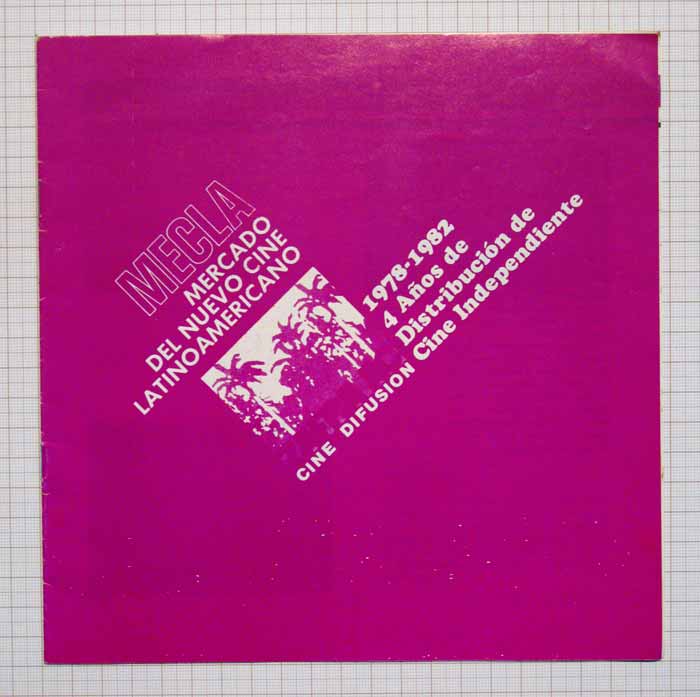 MECLA
MERCADO
DEL NUEVO CINE
LATINOAMERICANO
1978-1982
4 Años de
Distribución de
Cine Independiente
CINE DIFUSION